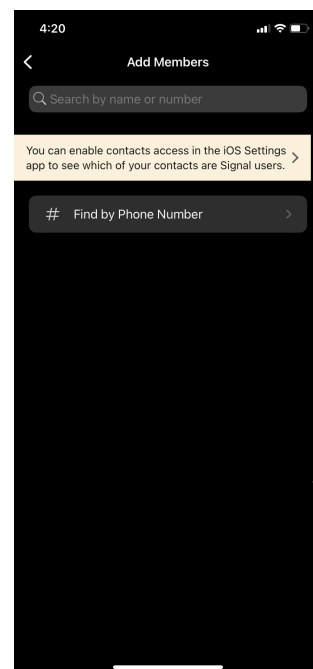 4:20
Add Members
Search by name or number
You can enable contacts access in the iOS Settings
app to see which of your contacts are Signal users.
# Find by Phone Number